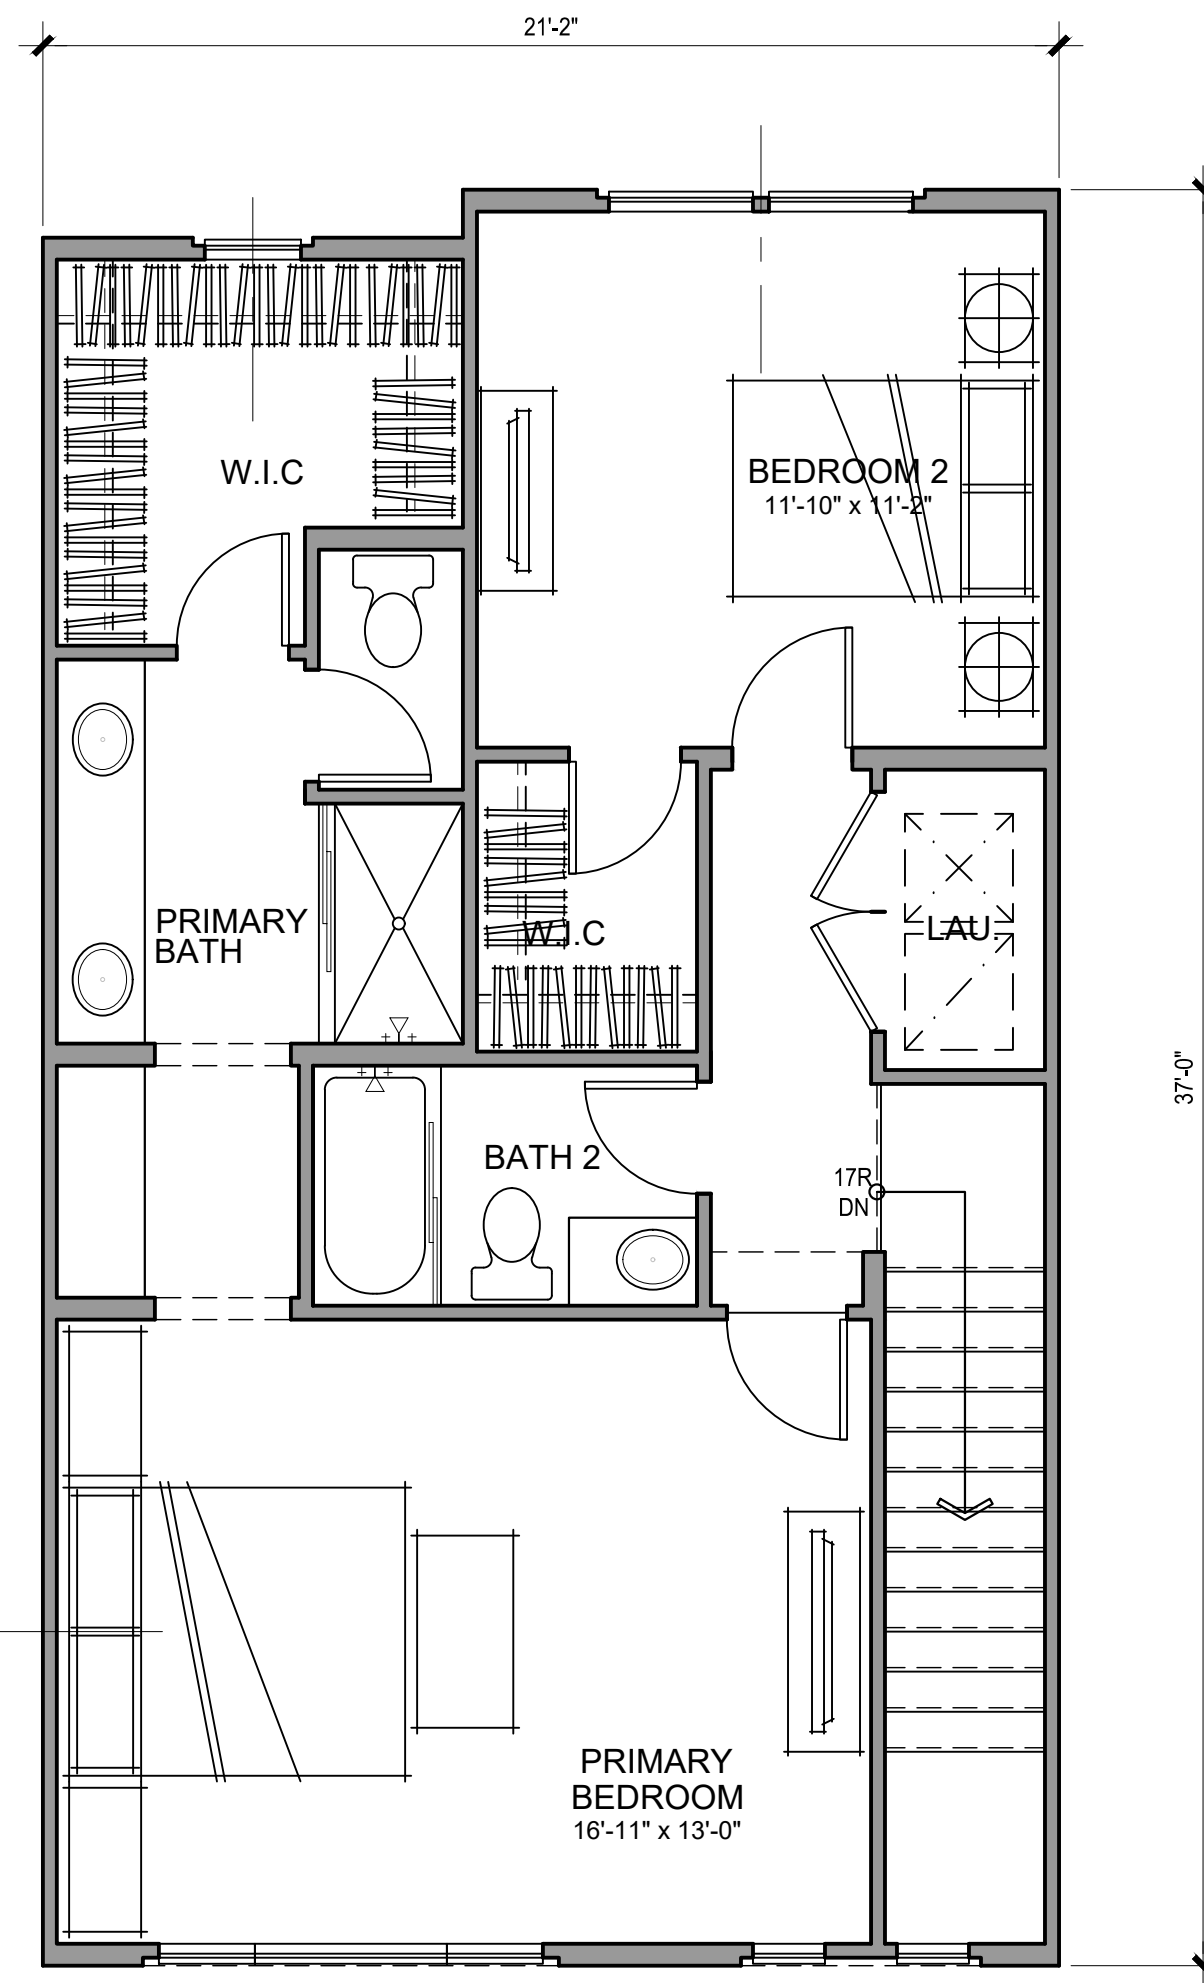 21'-2"
W.I.C
BEDROOM 2
11'-10" x 11'-2"
PRIMARY
BATH
W.I.C
LAU.
37'-0"
BATH 2
17R
DN
PRIMARY
BEDROOM
16'-11" x 13'-0"